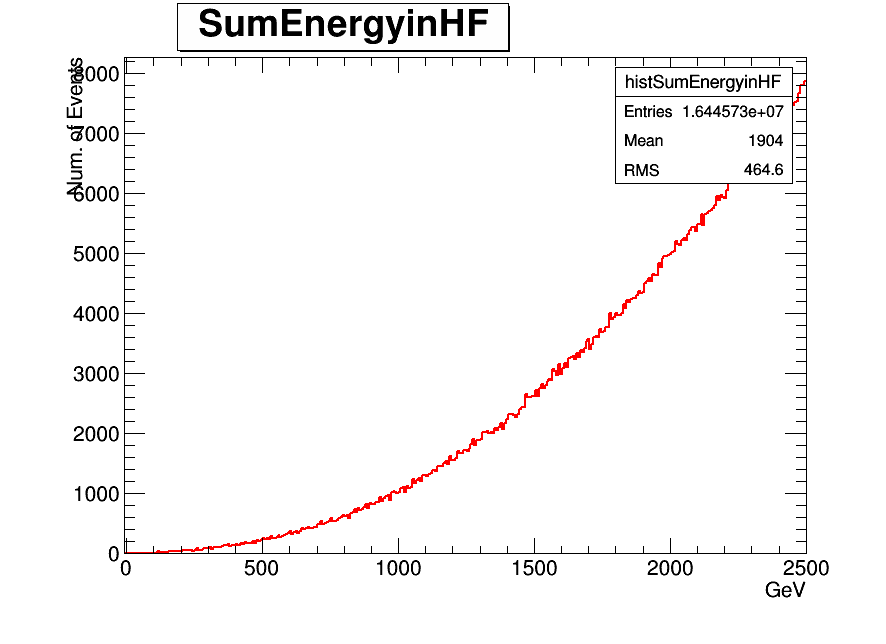 SumEnergyinHF
Num. of Events
8000
7000
6000
5000
4000
3000
2000
1000
0
histSumEnergyinHF
Entries 1.644573e+07
Mean 1904
RMS 464.6
0 500 1000 1500 2000 2500
GeV